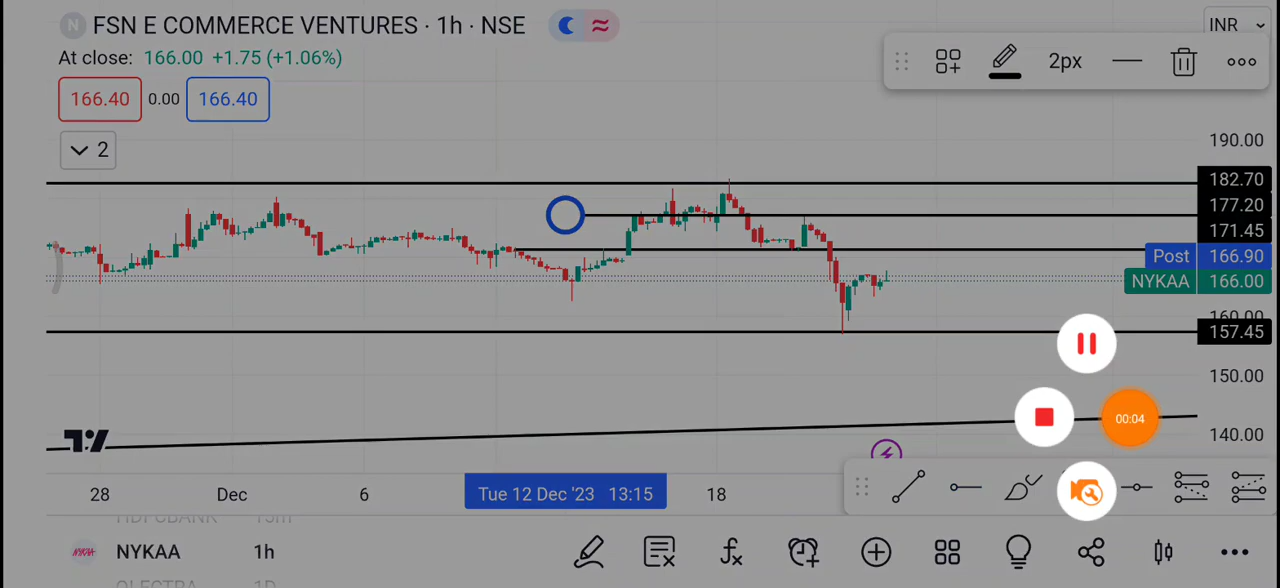 N FSN E COMMERCE VENTURES · 1h · NSE
INR
At close: 166.00 +1.75 (+1.06%)
2px
166.40 0.00 166.40
2
190.00
182.70
177.20
171.45
Post 166.90
NYKAA 166.00
160.00
157.45
150.00
00:04
140.00
28 Dec 6 Tue 12 Dec '23 13:15 18
HDFCBANK 15m
NYKAA NYKAA 1h
OLECTRA 1D